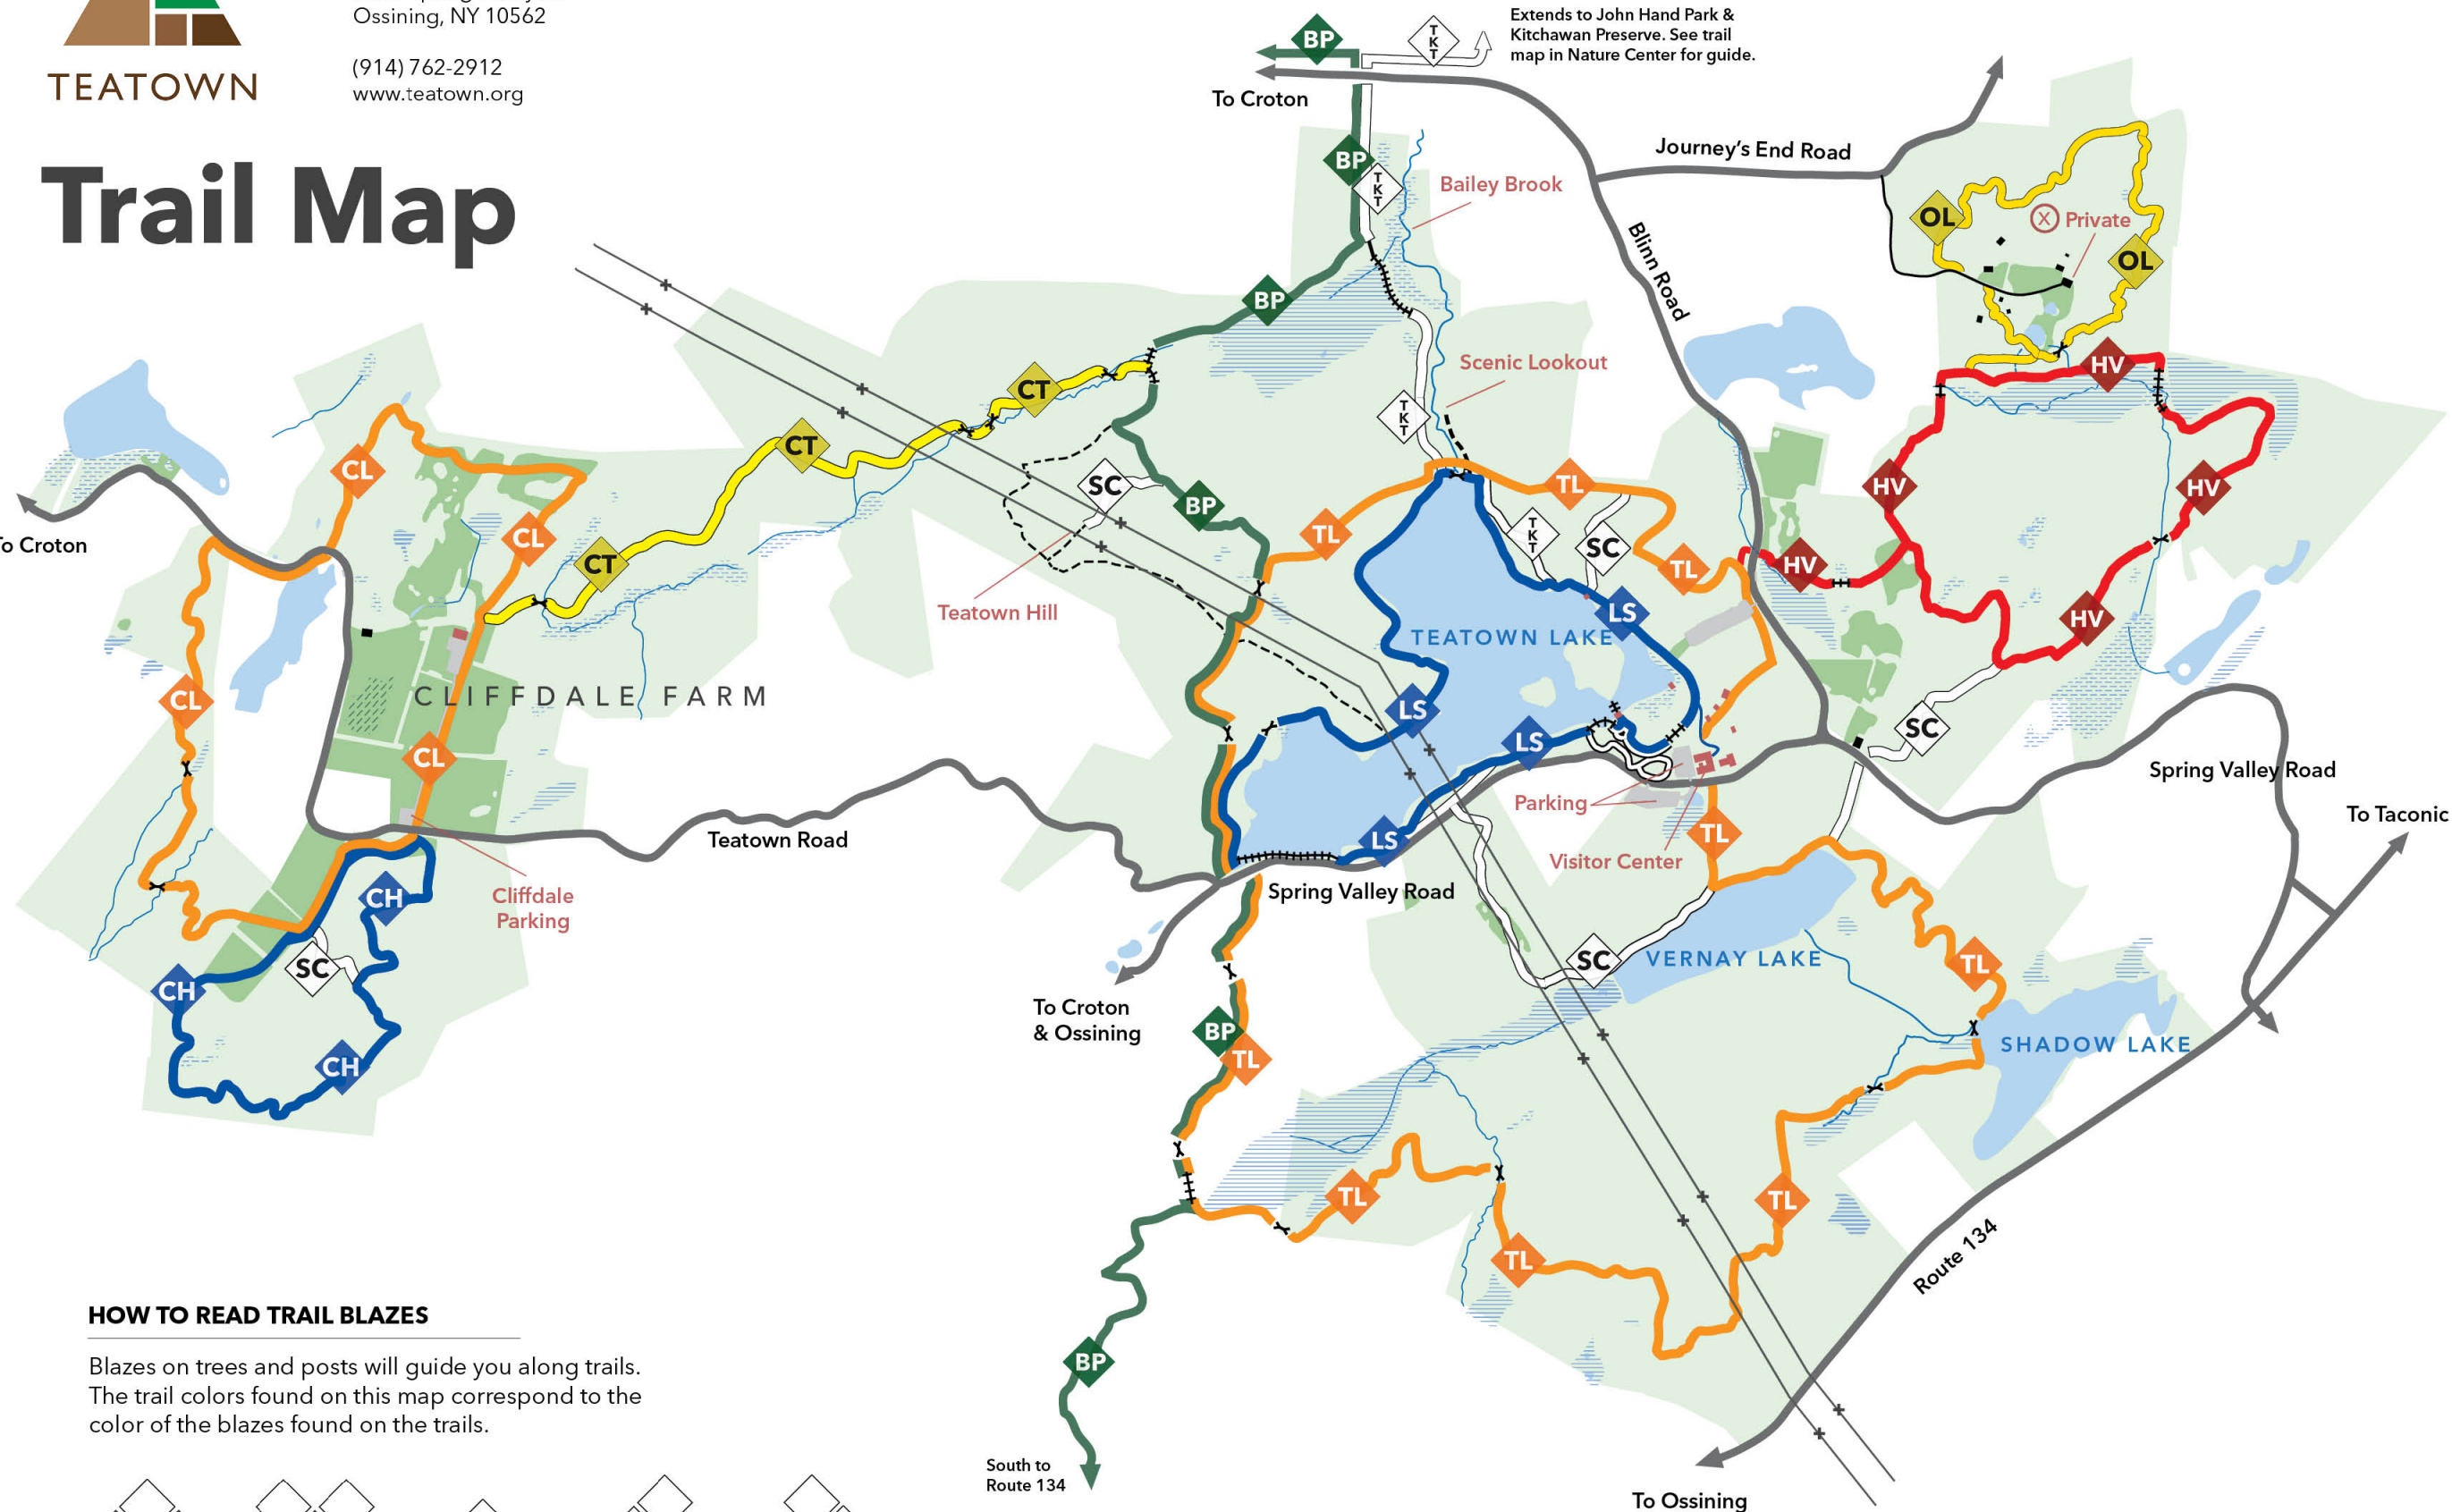 Ossining, NY 10562
(914) 762-2912
www.teatown.org
TEATOWN
Trail Map
BP
TKT
Extends to John Hand Park &
Kitchawan Preserve. See trail
map in Nature Center for guide.
To Croton
BP
TKT
Bailey Brook
Journey's End Road
Blinn Road
OL
X Private
OL
BP
Scenic Lookout
HV
CT
TKT
CT
CL
SC
BP
TL
TL
HV
HV
To Croton
CL
CT
TKT
SC
TL
HV
Teatown Hill
TEATOWN LAKE
LS
HV
CL
CLIFFDALE FARM
LS
LS
SC
CL
Spring Valley Road
Parking
To Taconic
Teatown Road
LS
TL
Visitor Center
CH
Cliffdale
Parking
Spring Valley Road
SC
CH
SC
VERNAY LAKE
TL
To Croton
& Ossining
BP
TL
SHADOW LAKE
CH
TL
TL
TL
Route 134
BP
South to
Route 134
To Ossining
HOW TO READ TRAIL BLAZES
Blazes on trees and posts will guide you along trails.
The trail colors found on this map correspond to the
color of the blazes found on the trails.